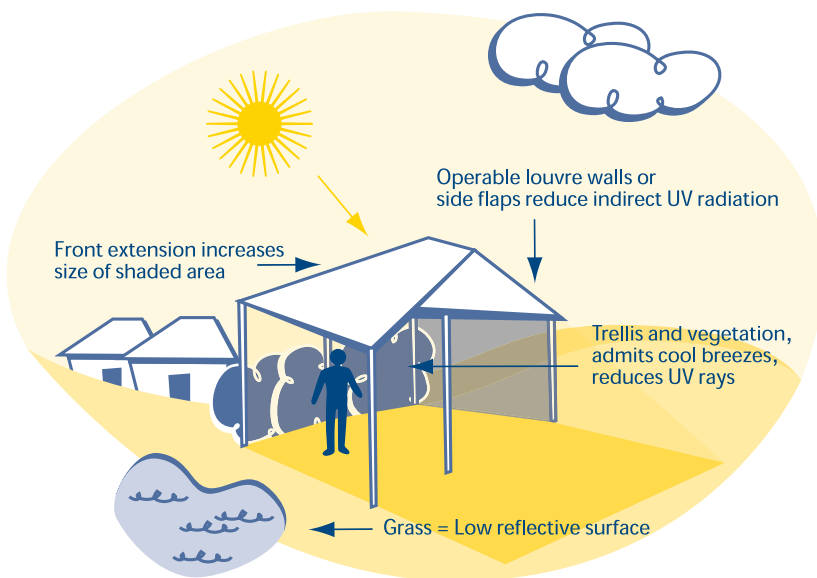 Operable louvre walls or
side flaps reduce indirect UV radiation
Front extension increases
size of shaded area
Trellis and vegetation,
admits cool breezes,
reduces UV rays
Grass = Low reflective surface